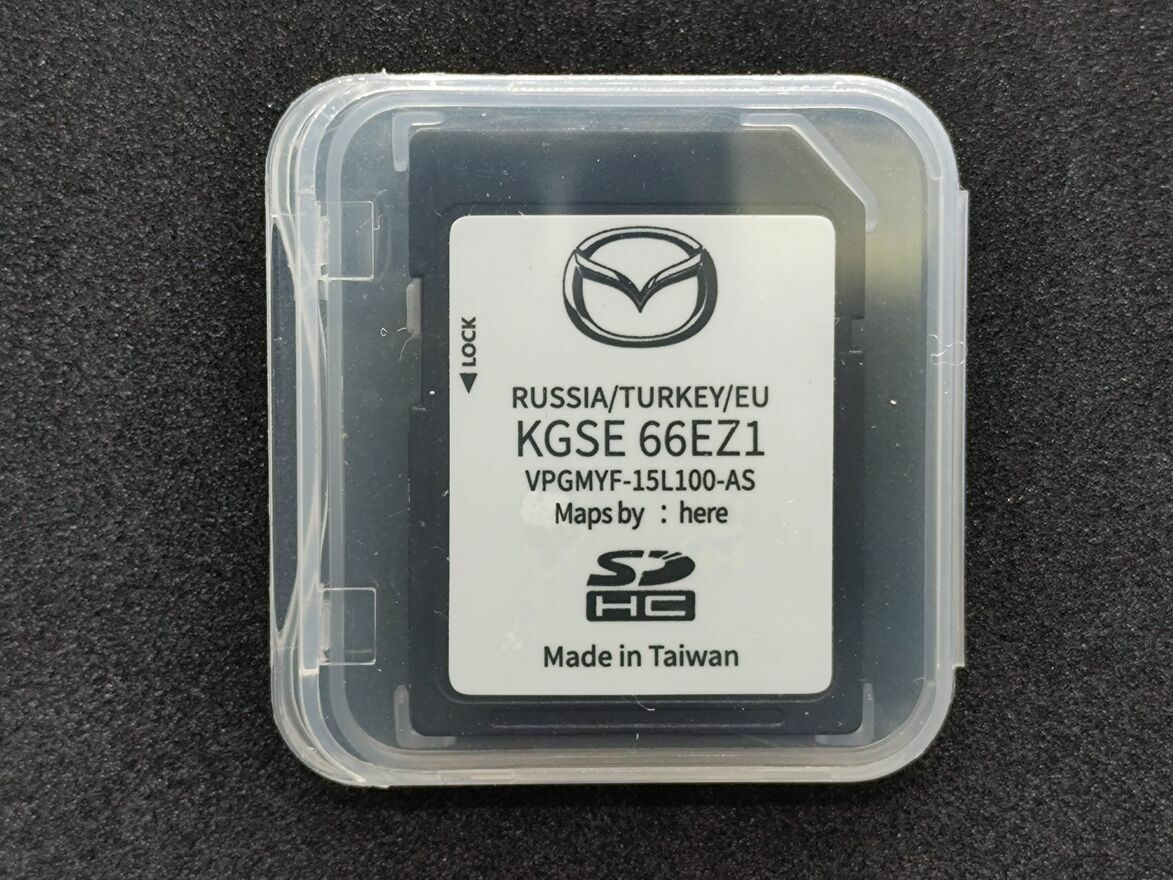 LOCK
RUSSIA/TURKEY/EU
KGSE 66EZ1
VPGMYF-15L100-AS
Maps by : here
SD
HC
Made in Taiwan